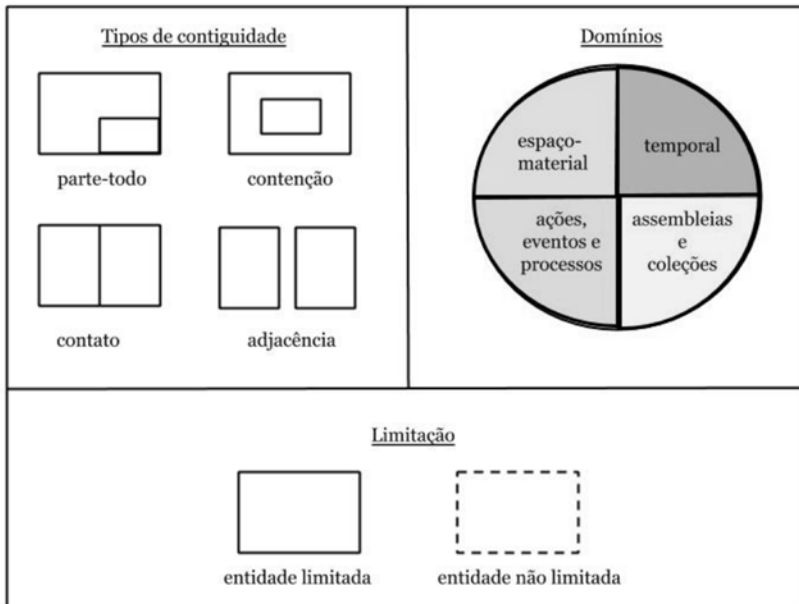 Tipos de contiguidade
parte-todo
contenção
contato
adjacência
Domínios
espaço-
material
temporal
ações,
eventos e
processos
assembleias
e
coleções
Limitação
entidade limitada
entidade não limitada